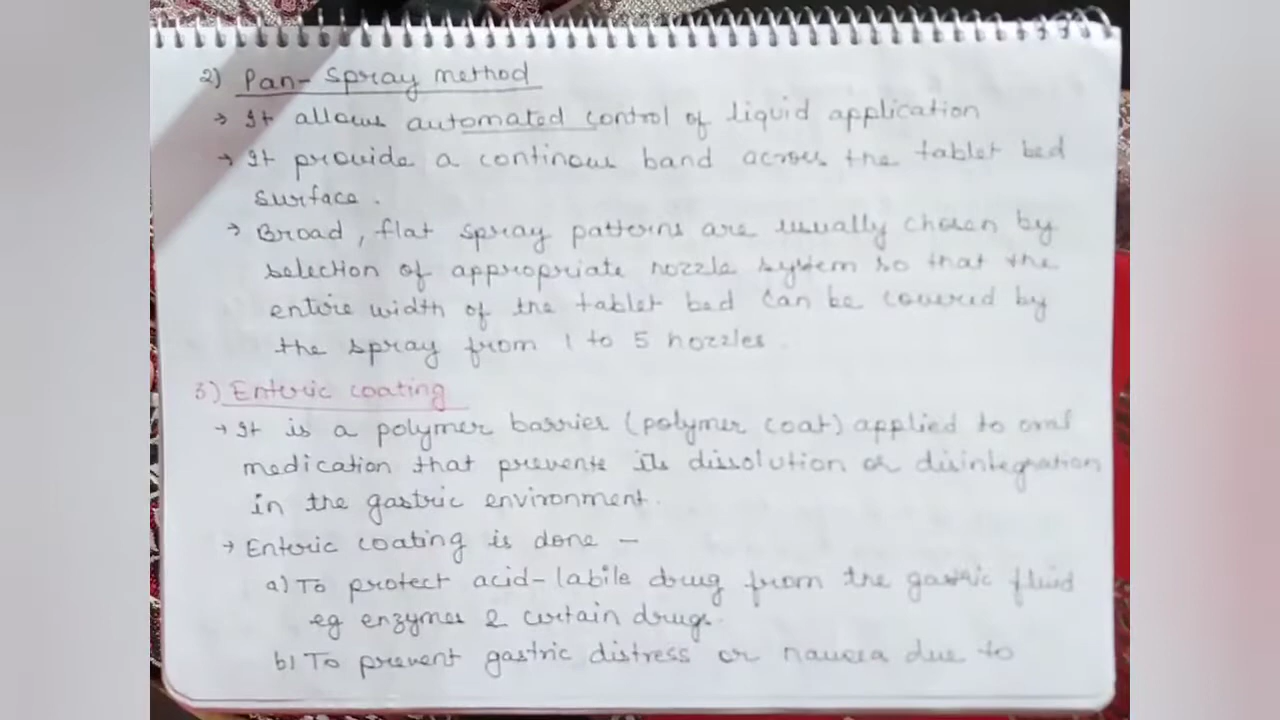 2) Pan-Spray method
→ It allows automated control of liquid application
→ It provide a continous band across the tablet bed
surface.
→ Broad, flat spray patterns are usually chosen by
selection of appropriate nozzle system so that the
entire width of the tablet bed can be covered by
the spray from 1 to 5 nozzles.
3) Enteric coating
→ It is a polymer barrier (polymer coat) applied to oral
medication that prevents its dissolution or disintegration
in the gastric environment.
→ Enteric coating is done —
a) To protect acid-labile drug from the gastric fluid
eg enzymes & certain drugs.
b) To prevent gastric distress or nausea due to